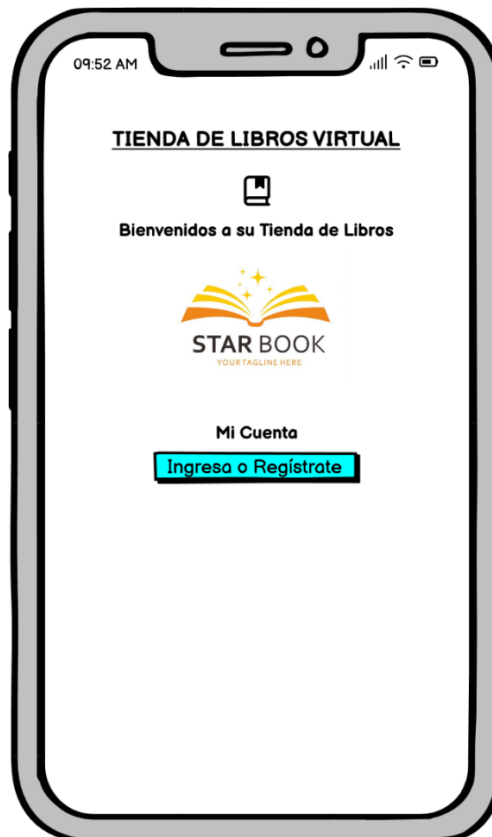 09:52 AM
TIENDA DE LIBROS VIRTUAL
Bienvenidos a su Tienda de Libros
STAR BOOK
YOUR TAGLINE HERE
Mi Cuenta
Ingresa o Regístrate